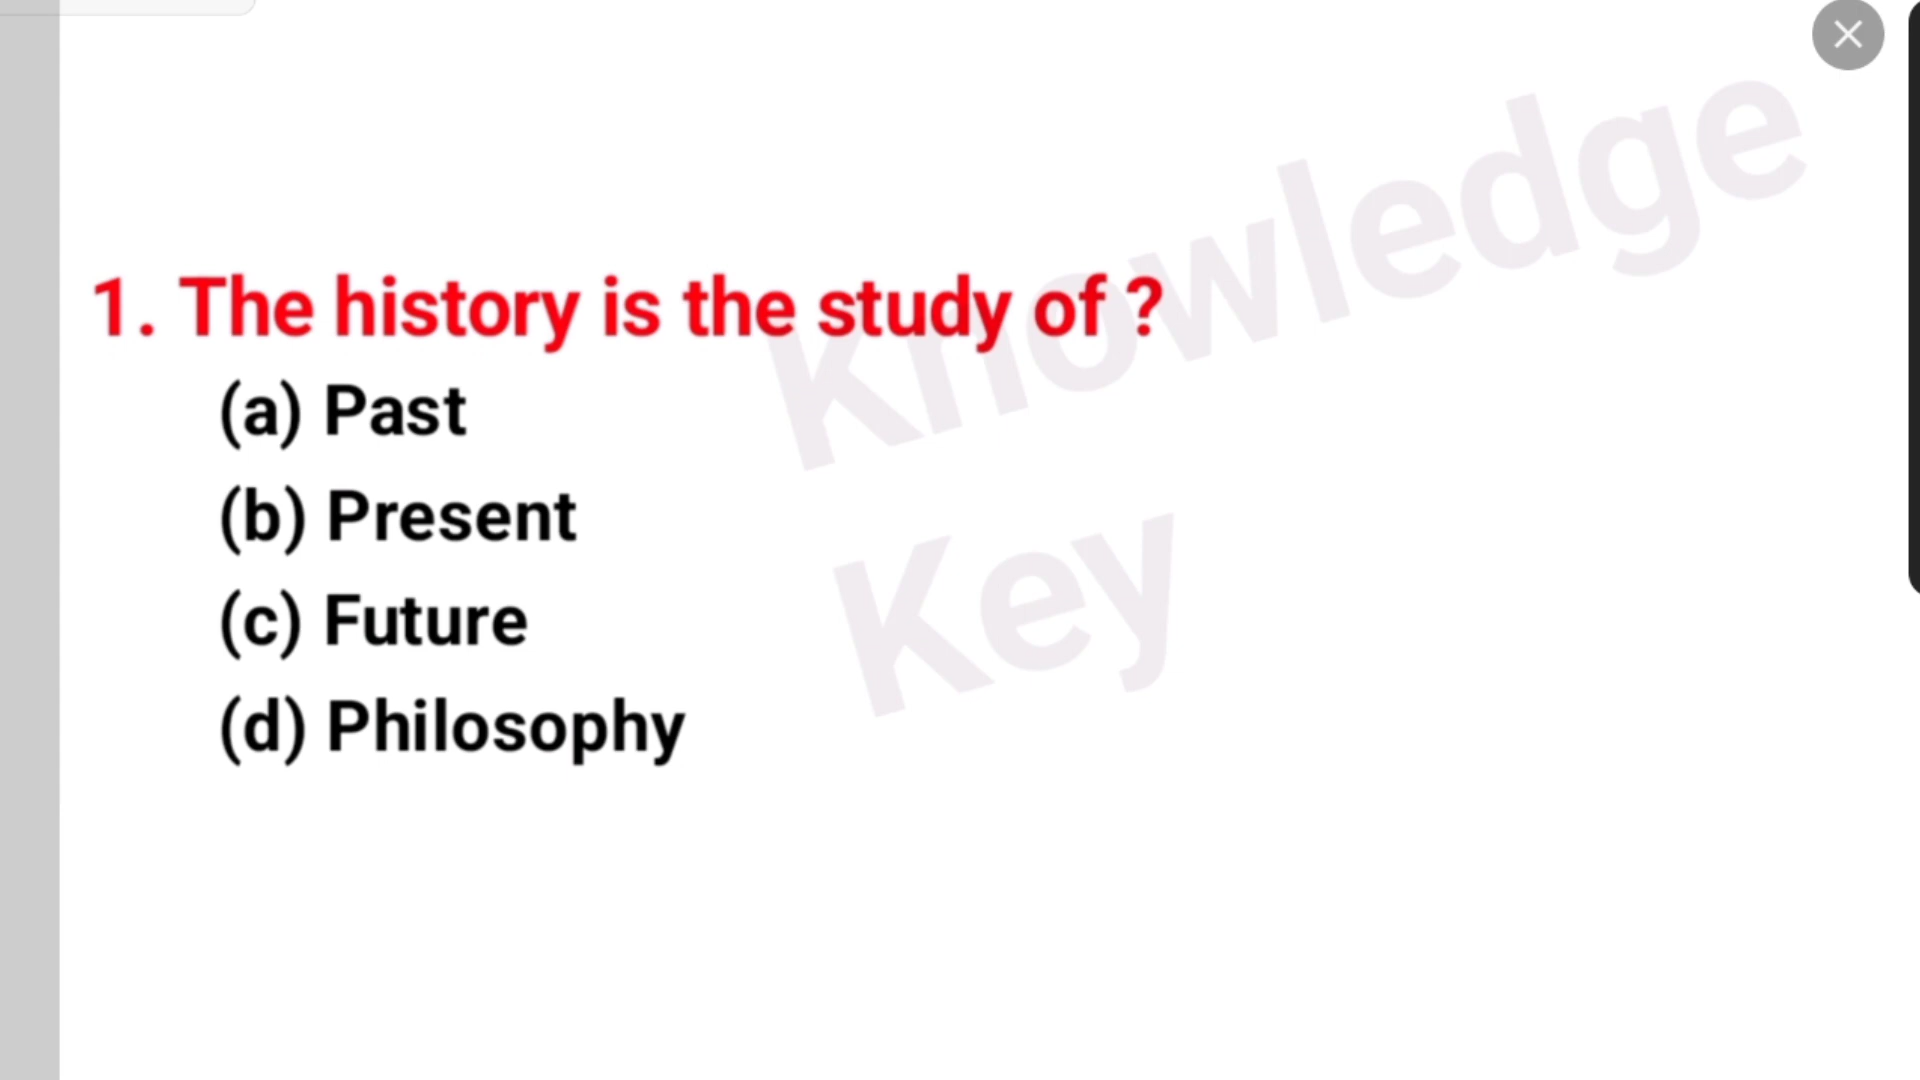 Knowledge
Key
1. The history is the study of ?
(a) Past
(b) Present
(c) Future
(d) Philosophy